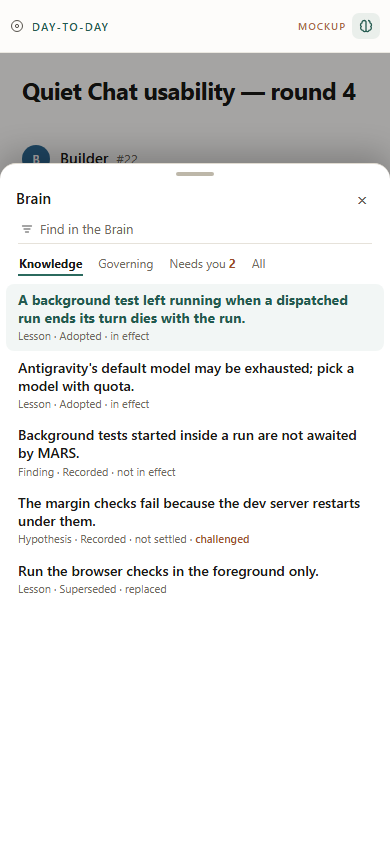 DAY-TO-DAY
MOCKUP
Quiet Chat usability — round 4
B Builder #22
Brain
×
Find in the Brain
Knowledge Governing Needs you 2 All
A background test left running when a dispatched
run ends its turn dies with the run.
Lesson · Adopted · in effect
Antigravity's default model may be exhausted; pick a
model with quota.
Lesson · Adopted · in effect
Background tests started inside a run are not awaited
by MARS.
Finding · Recorded · not in effect
The margin checks fail because the dev server restarts
under them.
Hypothesis · Recorded · not settled · challenged
Run the browser checks in the foreground only.
Lesson · Superseded · replaced